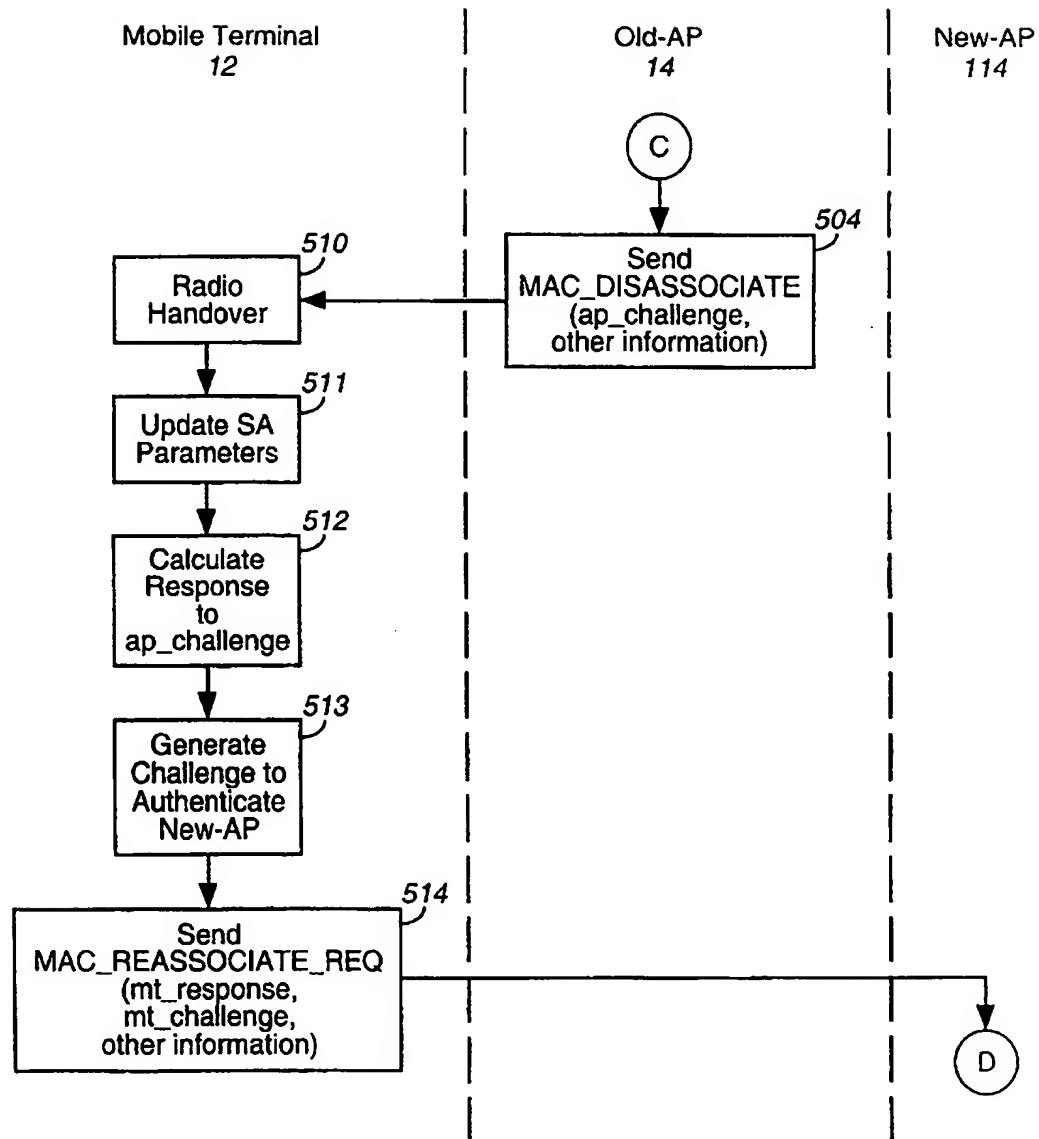 Mobile Terminal
12
Old-AP
14
New-AP
114
C
504
Send
MAC_DISASSOCIATE
(ap_challenge,
other information)
510
Radio
Handover
511
Update SA
Parameters
512
Calculate
Response
to
ap_challenge
513
Generate
Challenge to
Authenticate
New-AP
514
Send
MAC_REASSOCIATE_REQ
(mt_response,
mt_challenge,
other information)
D